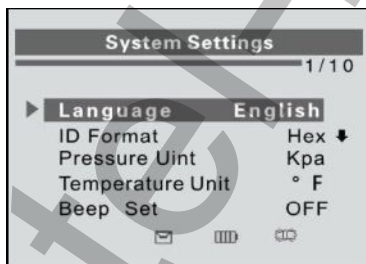 System Settings
1/10
Language English
ID Format Hex
Pressure Uint Kpa
Temperature Unit ° F
Beep Set OFF